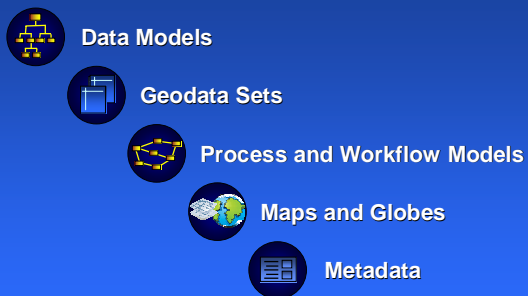 Data Models
Geodata Sets
Process and Workflow Models
Maps and Globes
Metadata